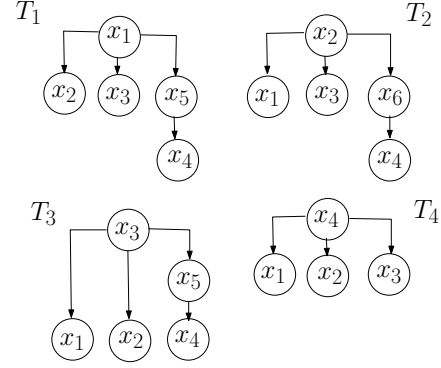 T₁ x₁ x₂ T₂
x₂ x₃ x₅ x₁ x₃ x₆
x₄ x₄
T₃ x₃ x₄ T₄
x₅ x₁ x₂ x₃
x₁ x₂ x₄